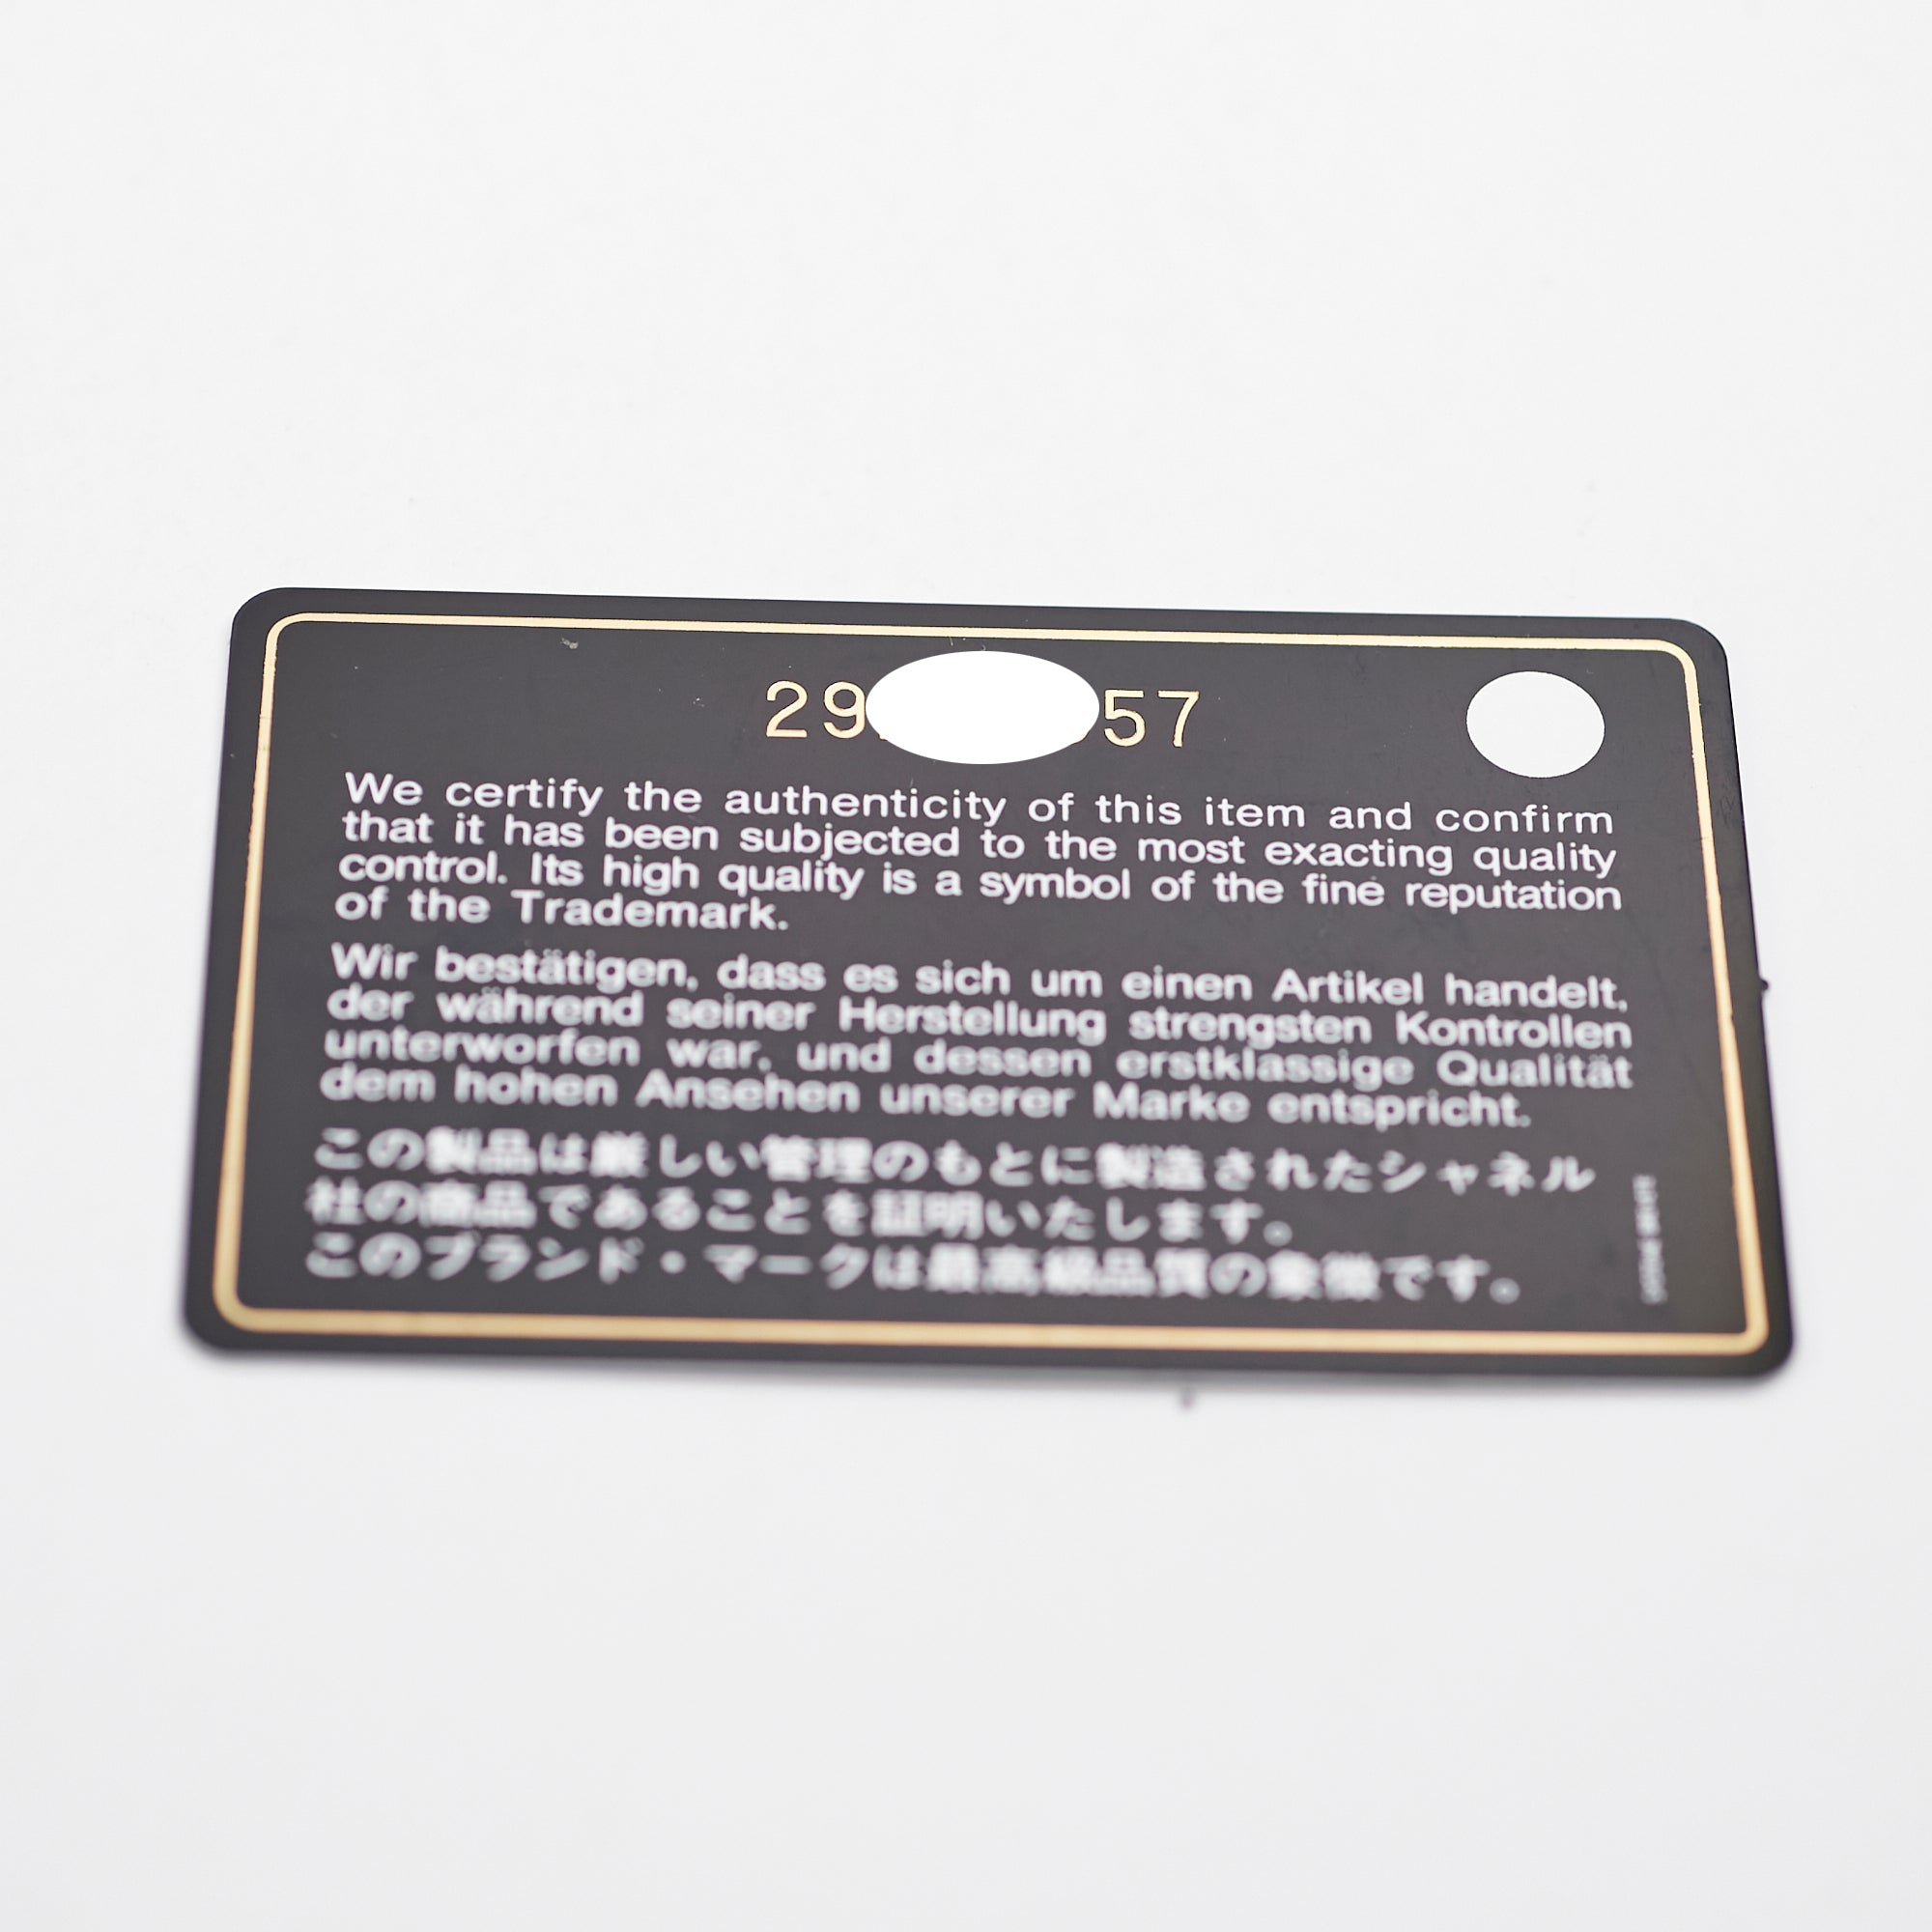 29 57
We certify the authenticity of this item and confirm
that it has been subjected to the most exacting quality
control. Its high quality is a symbol of the fine reputation
of the Trademark.
Wir bestätigen, dass es sich um einen Artikel handelt,
der während seiner Herstellung strengsten Kontrollen
unterworfen war, und dessen erstklassige Qualität
dem hohen Ansehen unserer Marke entspricht.
この製品は厳しい管理のもとに製造されたシャネル
社の商品であることを証明いたします。
このブランド・マークは最高級品質の象徴です。